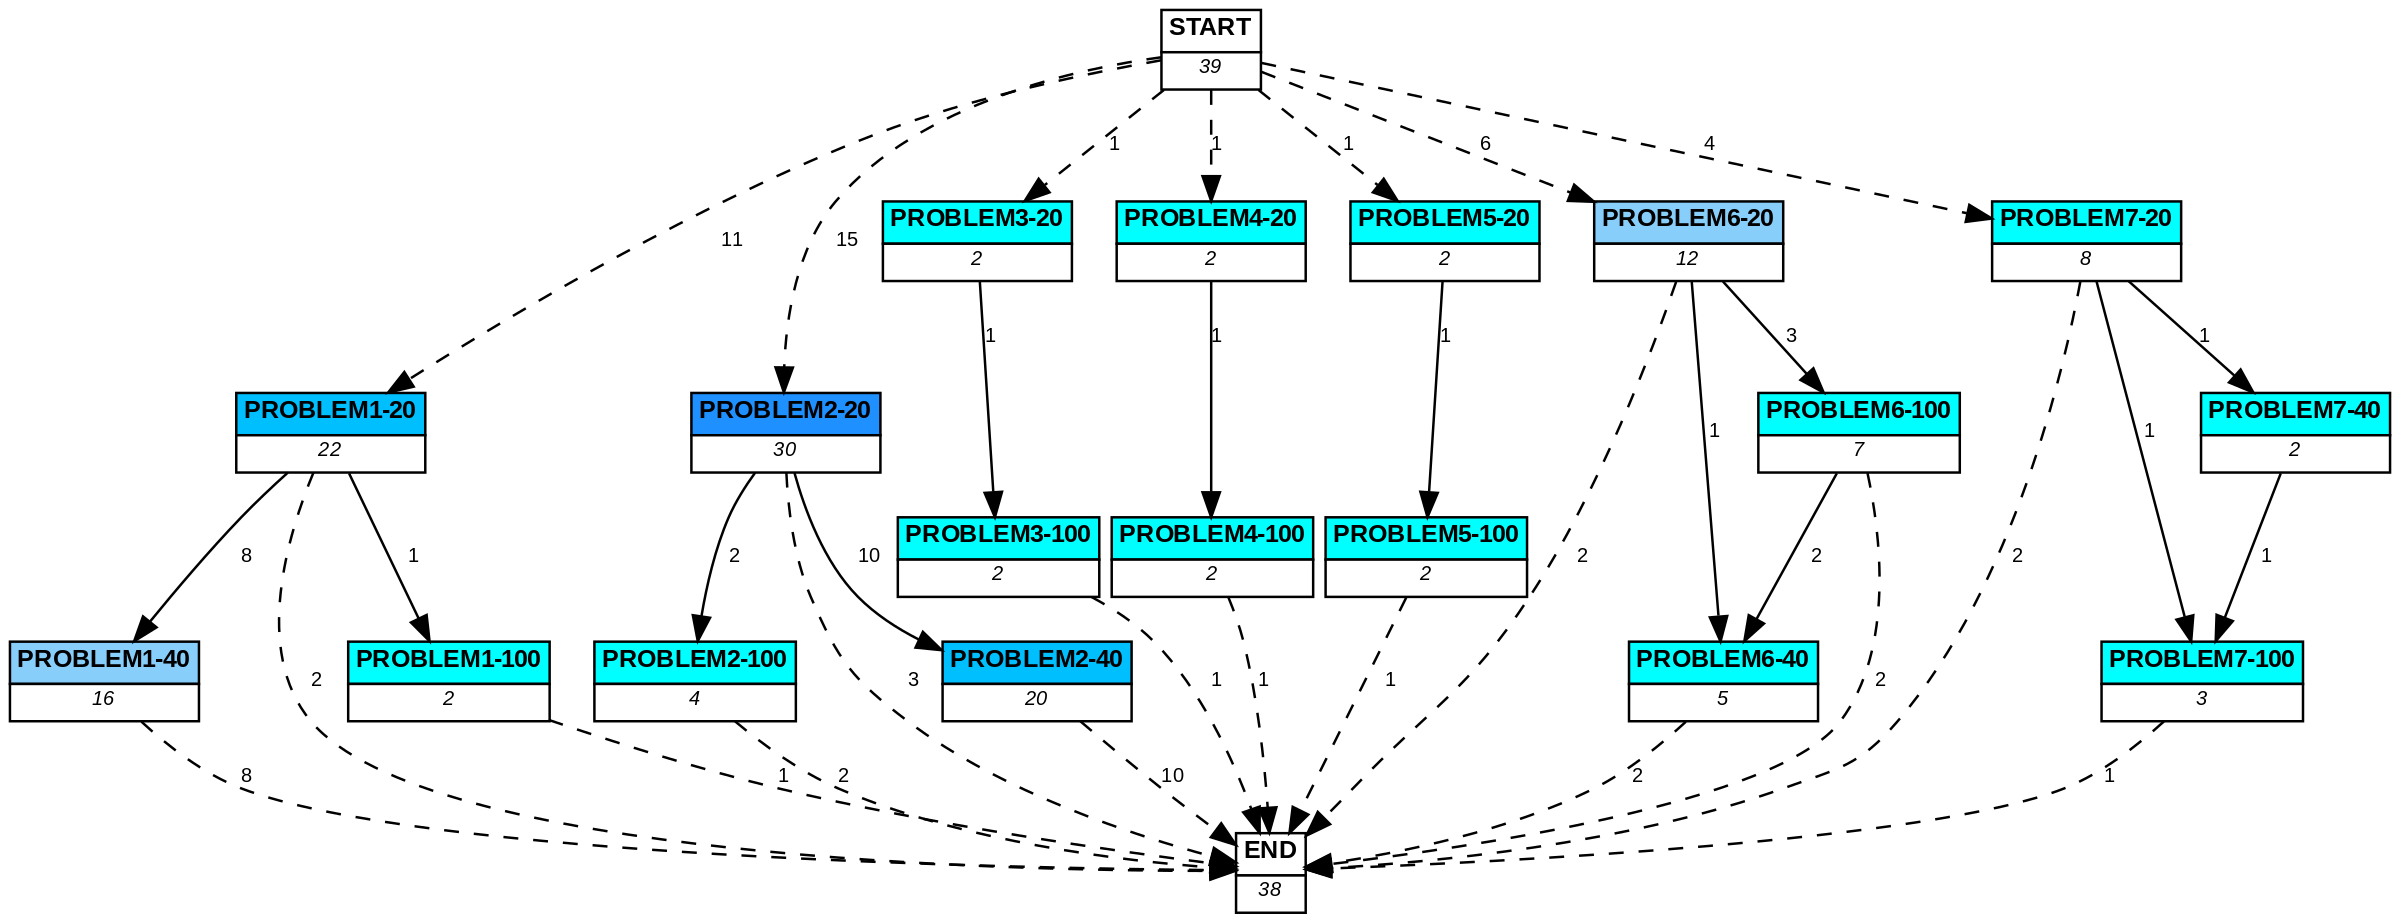 START
39
1
1
1
6
4
11
15
PROBLEM3-20
2
PROBLEM4-20
2
PROBLEM5-20
2
PROBLEM6-20
12
PROBLEM7-20
8
1
1
1
3
1
PROBLEM1-20
22
PROBLEM2-20
30
PROBLEM6-100
7
PROBLEM7-40
2
1
1
8
1
2
10
PROBLEM3-100
2
PROBLEM4-100
2
PROBLEM5-100
2
2
2
2
1
PROBLEM1-40
16
PROBLEM1-100
2
PROBLEM2-100
4
PROBLEM2-40
20
PROBLEM6-40
5
PROBLEM7-100
3
2
3
1
1
1
2
8
1
2
10
2
1
END
38